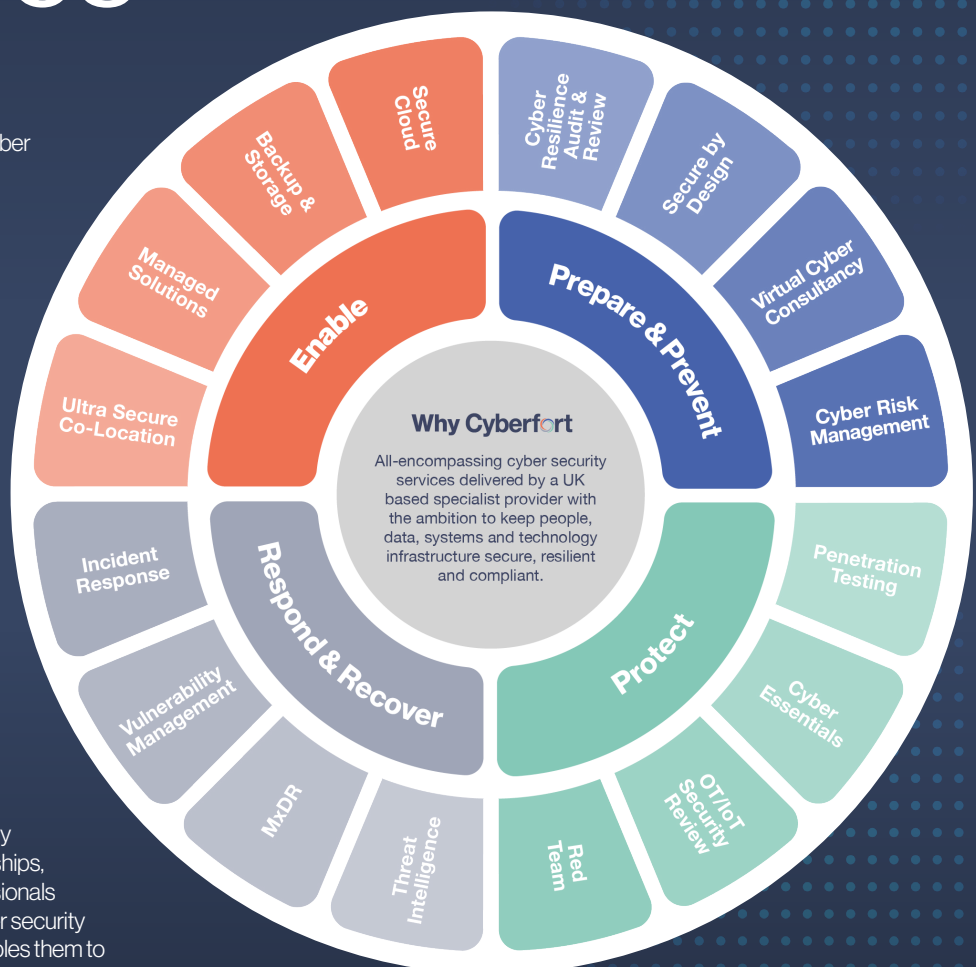 ber
Secure
Cloud
Backup &
Storage
Managed
Solutions
Ultra Secure
Co-Location
Enable
Cyber
Resilience
Audit &
Review
Secure by
Design
Virtual Cyber
Consultancy
Cyber Risk
Management
Prepare & Prevent
Why Cyberfort
All-encompassing cyber security
services delivered by a UK
based specialist provider with
the ambition to keep people,
data, systems and technology
infrastructure secure, resilient
and compliant.
Penetration
Testing
Cyber
Essentials
OT/IoT
Security
Review
Red
Team
Protect
Respond & Recover
Incident
Response
Vulnerability
Management
MxDR
Threat
Intelligence
y
ships,
sionals
r security
bles them to